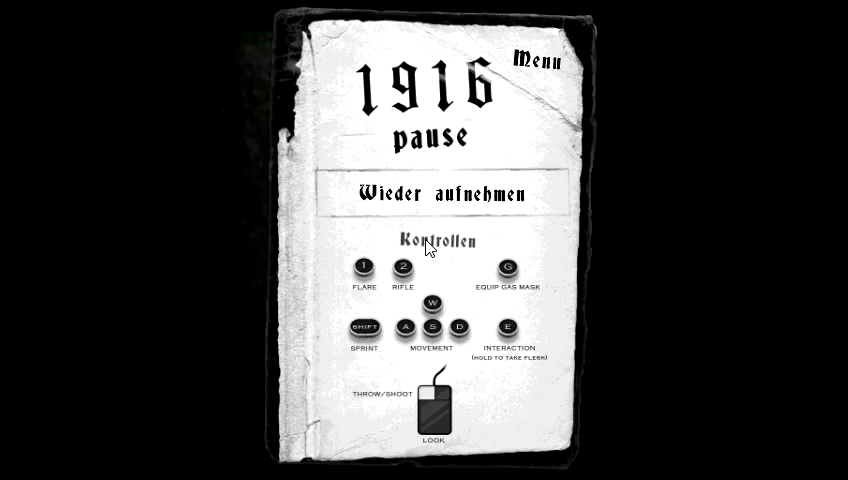 Menu
1916
pause
Wieder aufnehmen
Kontrollen
1 2 G
FLARE RIFLE EQUIP GAS MASK
W
SHIFT A S D E
SPRINT MOVEMENT INTERACTION
(HOLD TO TAKE FLESH)
THROW/SHOOT
LOOK